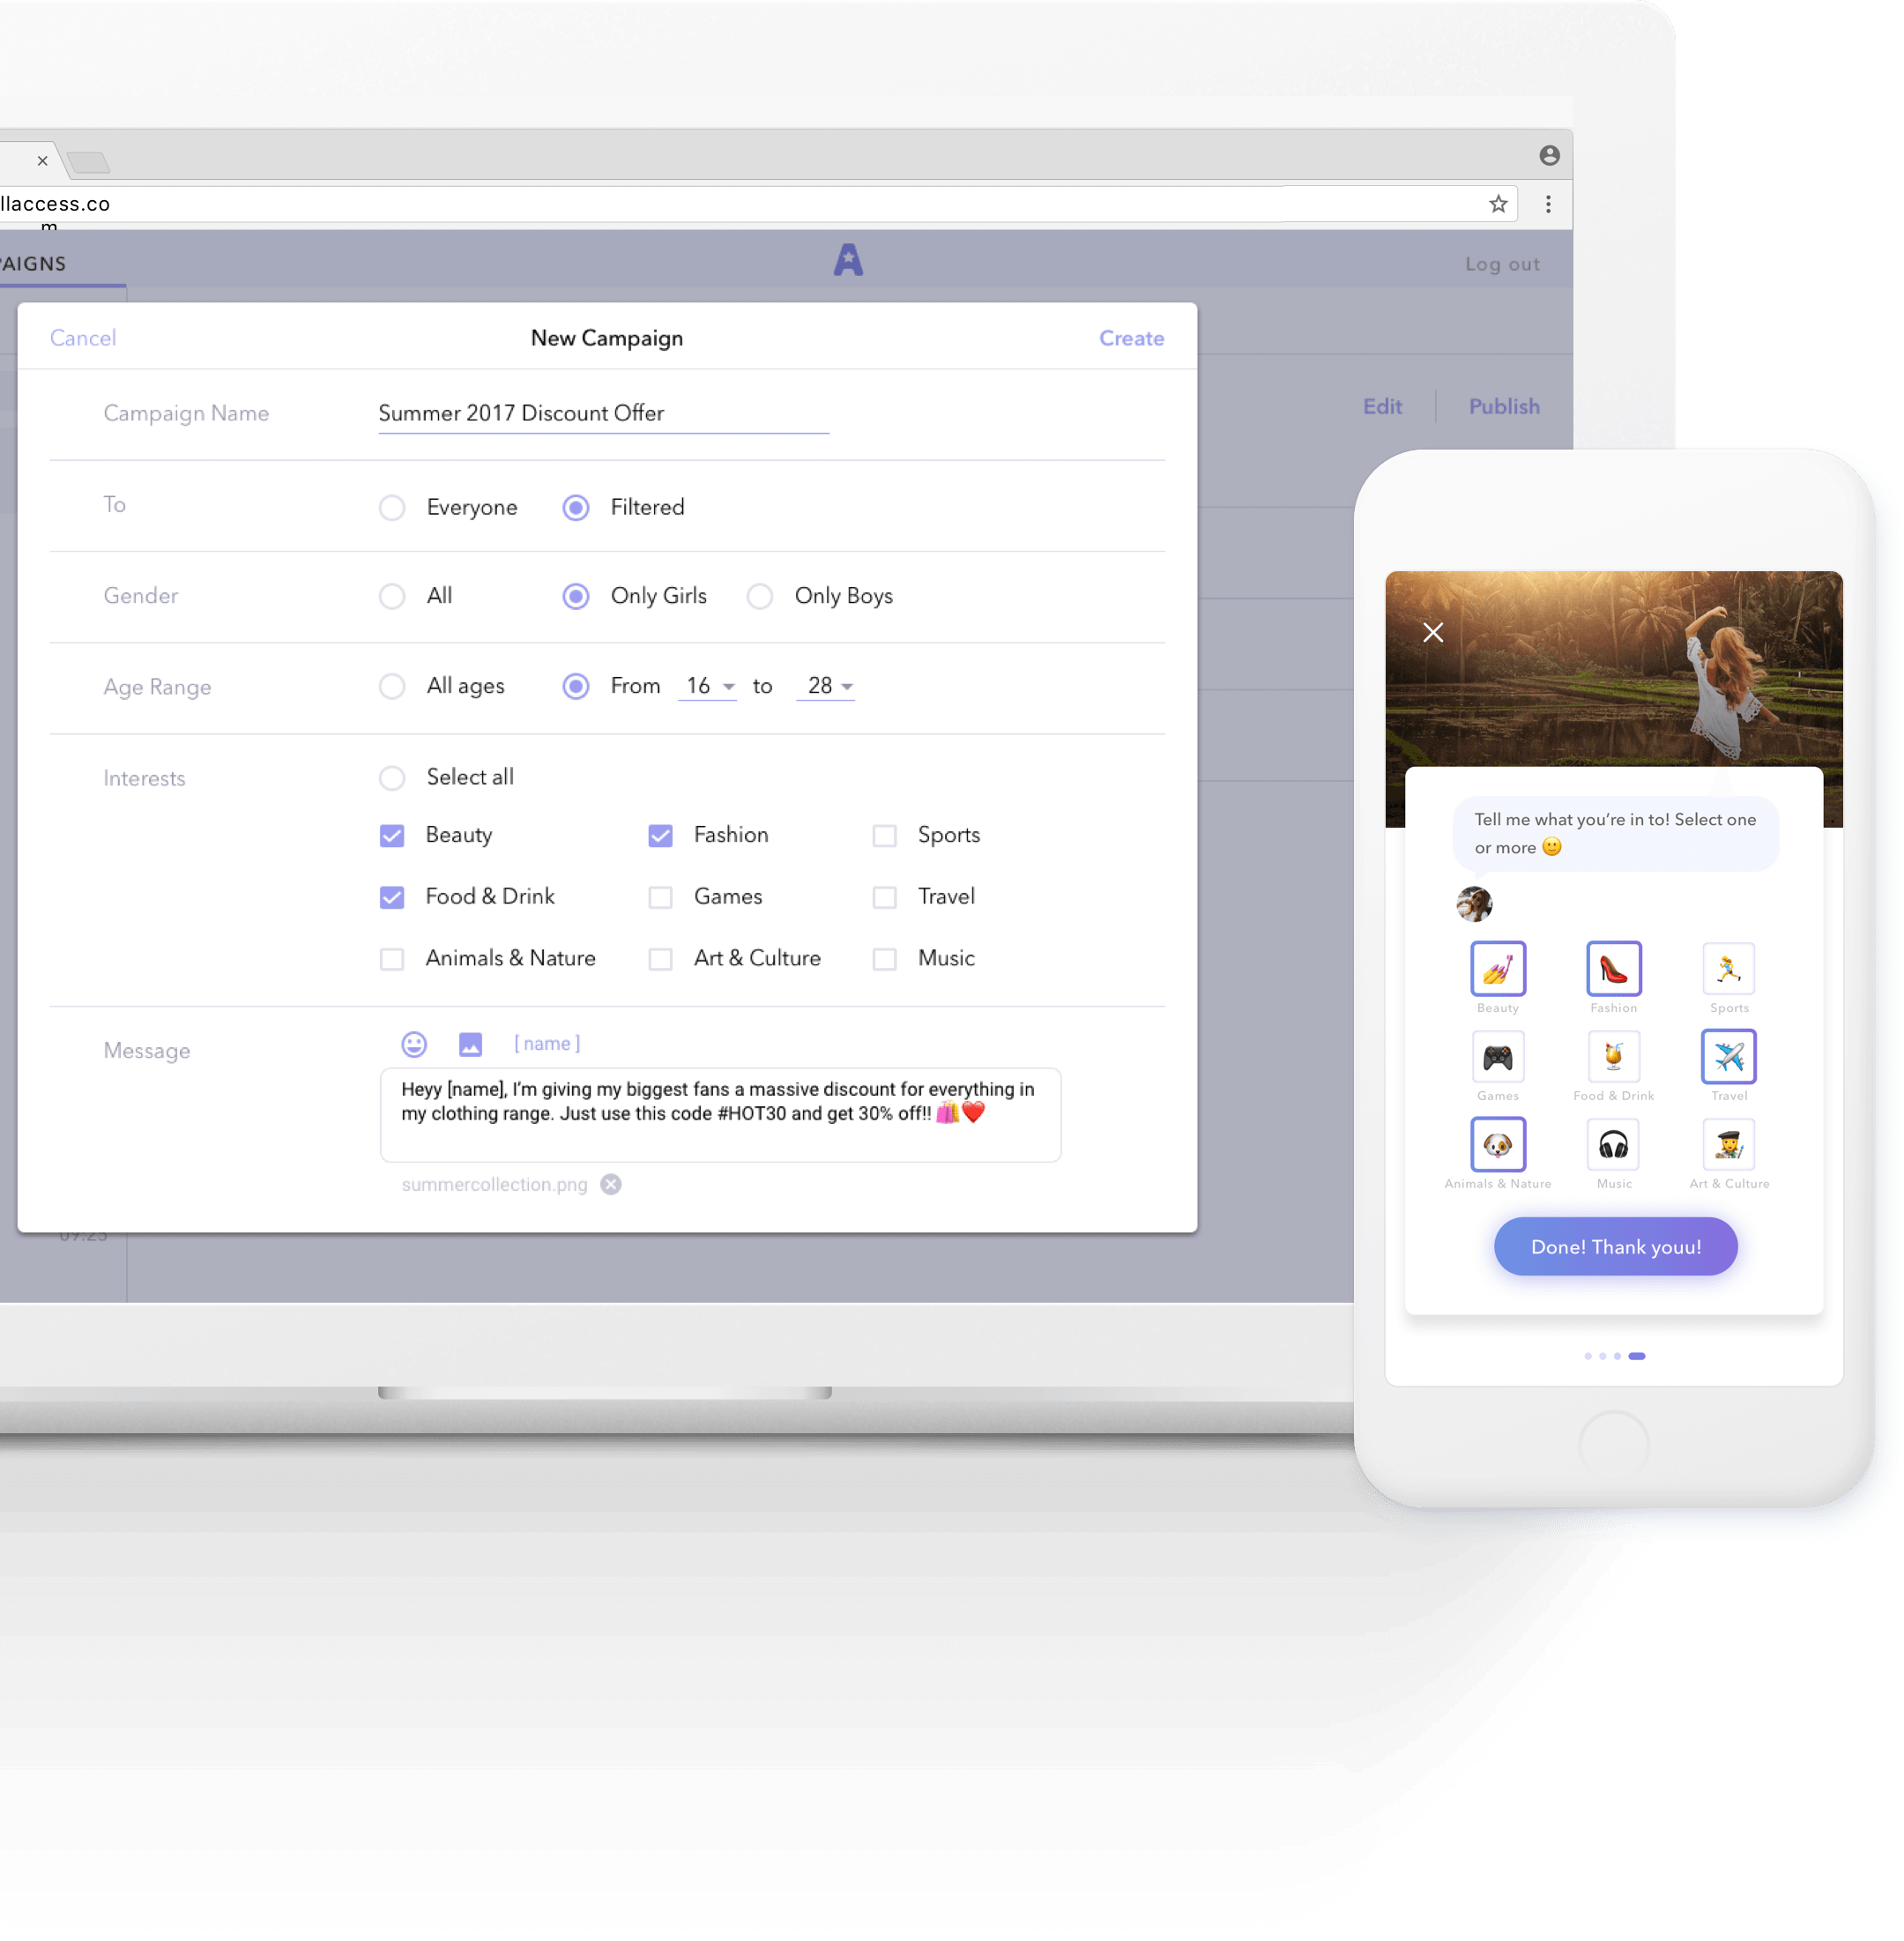 llaccess.co
m
AIGNS
A
Log out
Cancel
New Campaign
Create
Edit
Publish
Campaign Name
Summer 2017 Discount Offer
To
Everyone
Filtered
Gender
All
Only Girls
Only Boys
Age Range
All ages
From 16 to 28
Interests
Select all
Beauty
Fashion
Sports
Food & Drink
Games
Travel
Animals & Nature
Art & Culture
Music
Message
[ name ]
Heyy [name], I’m giving my biggest fans a massive discount for everything in
my clothing range. Just use this code #HOT30 and get 30% off!! 🛍️❤️
summercollection.png
09:25
Tell me what you’re in to! Select one
or more 🙂
Beauty
Fashion
Sports
Games
Food & Drink
Travel
Animals & Nature
Music
Art & Culture
Done! Thank youu!